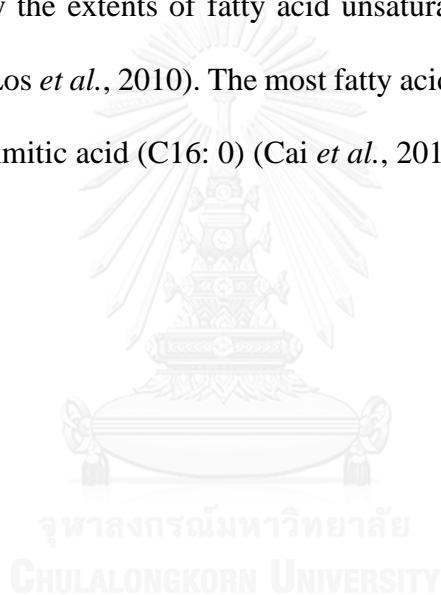 the extents of fatty acid unsatura
os et al., 2010). The most fatty acid
mitic acid (C16: 0) (Cai et al., 201
จุฬาลงกรณ์มหาวิทยาลัย
CHULALONGKORN UNIVERSITY